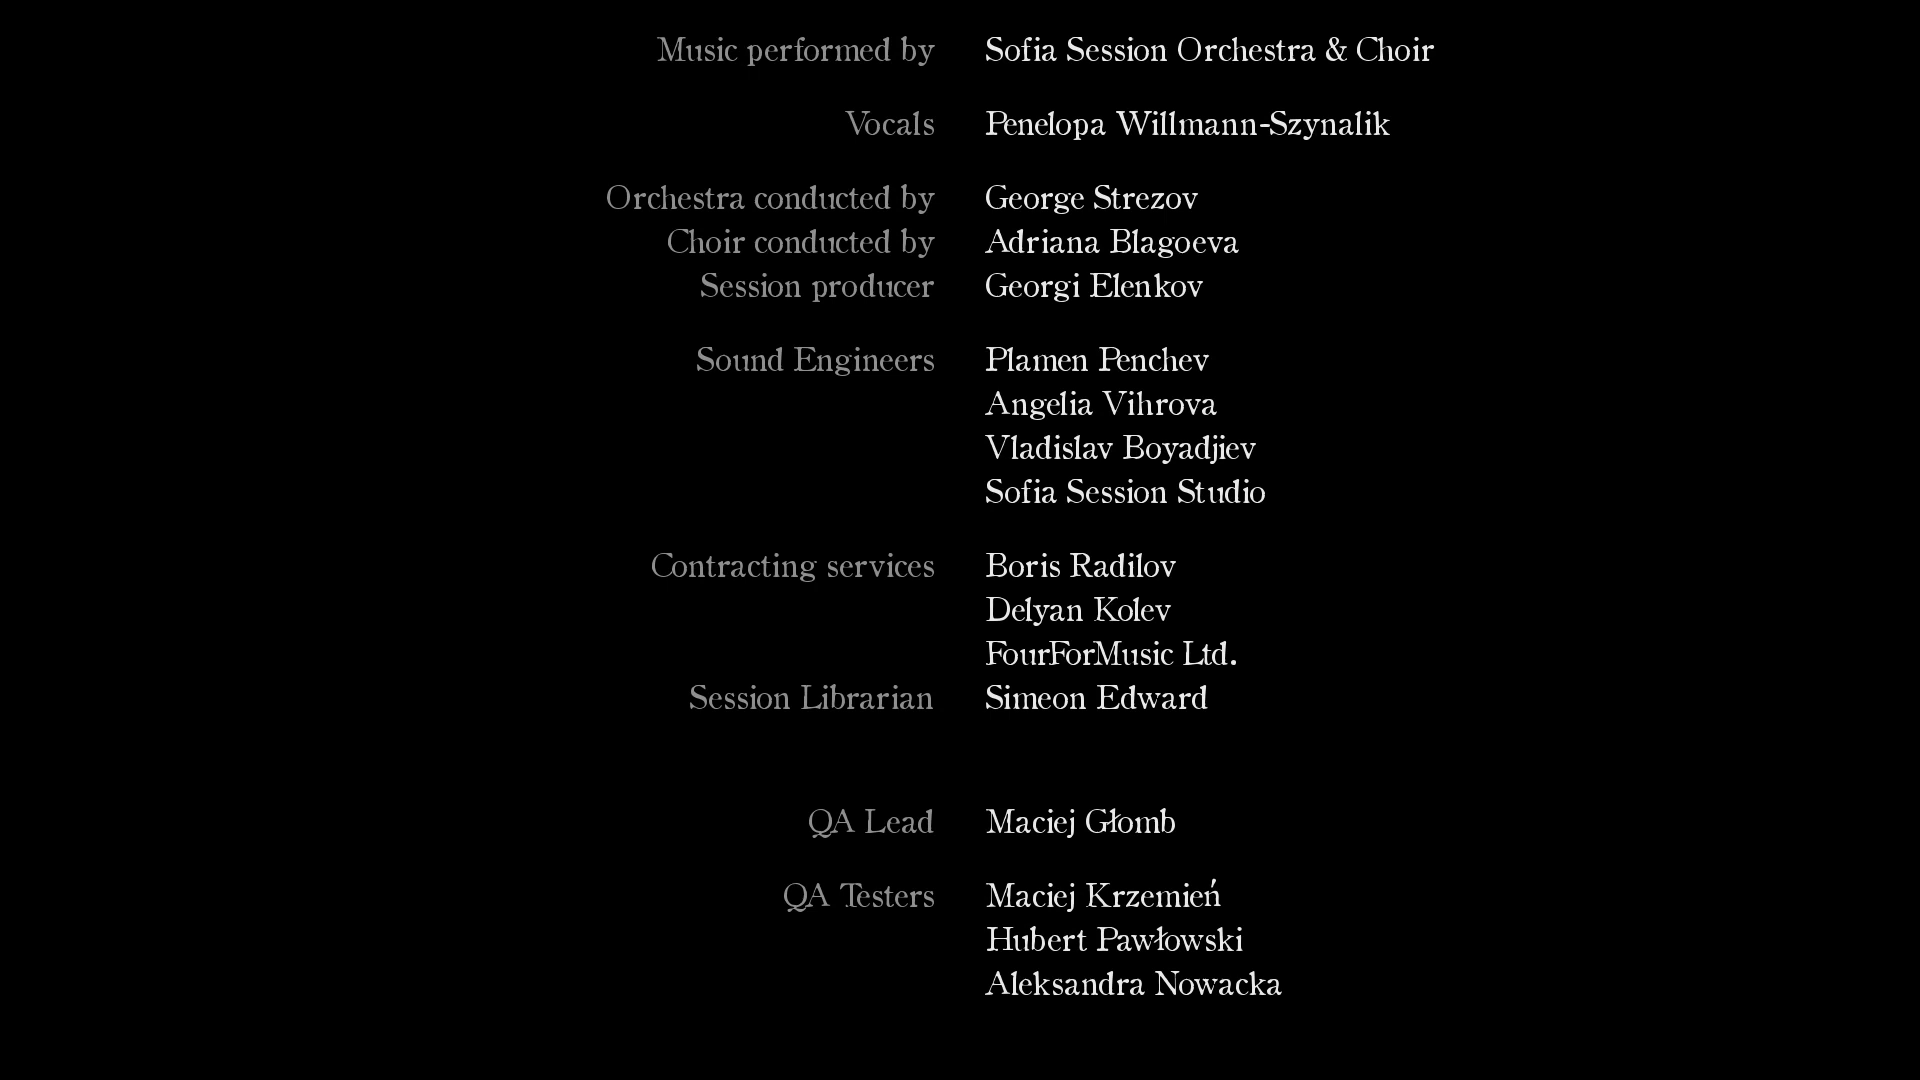 Music performed by Sofia Session Orchestra & Choir
Vocals Penelopa Willmann-Szynalik
Orchestra conducted by George Strezov
Choir conducted by Adriana Blagoeva
Session producer Georgi Elenkov
Sound Engineers Plamen Penchev
Angelia Vihrova
Vladislav Boyadjiev
Sofia Session Studio
Contracting services Boris Radilov
Delyan Kolev
FourForMusic Ltd.
Session Librarian Simeon Edward
QA Lead Maciej Głomb
QA Testers Maciej Krzemień
Hubert Pawłowski
Aleksandra Nowacka